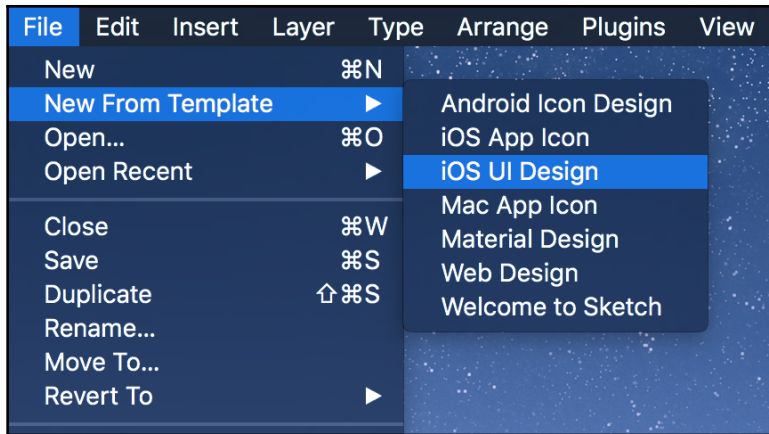 File Edit Insert Layer Type Arrange Plugins View
New ⌘N
New From Template ▶
Open... ⌘O
Open Recent ▶
Close ⌘W
Save ⌘S
Duplicate ⇧⌘S
Rename...
Move To...
Revert To ▶
Android Icon Design
iOS App Icon
iOS UI Design
Mac App Icon
Material Design
Web Design
Welcome to Sketch